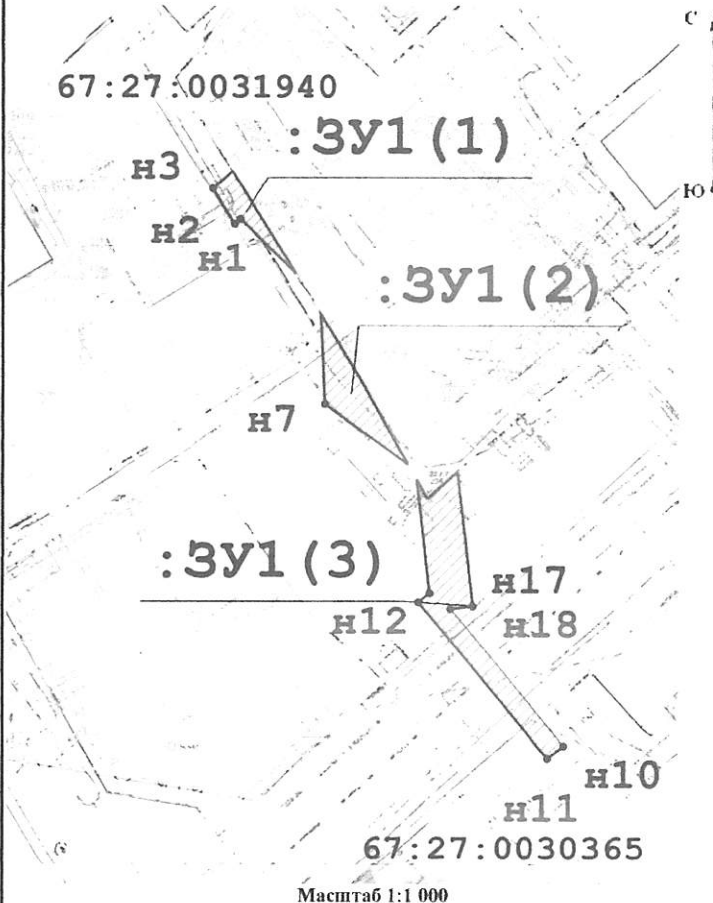 С
67:27:0031940
:ЗУ1(1)
н3
Ю
н2
н1
:ЗУ1(2)
н7
:ЗУ1(3)
н17
н12
н18
н10
н11
67:27:0030365
Масштаб 1:1 000